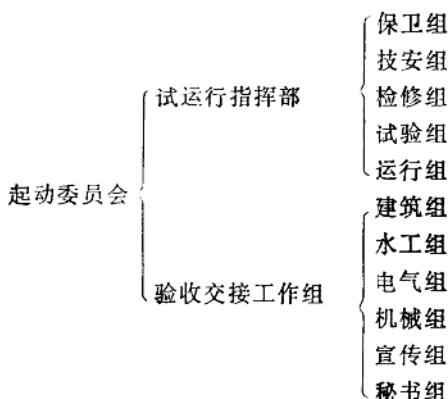 起动委员会
试运行指挥部
保卫组
技安组
检修组
试验组
运行组
验收交接工作组
建筑组
水工组
电气组
机械组
宣传组
秘书组